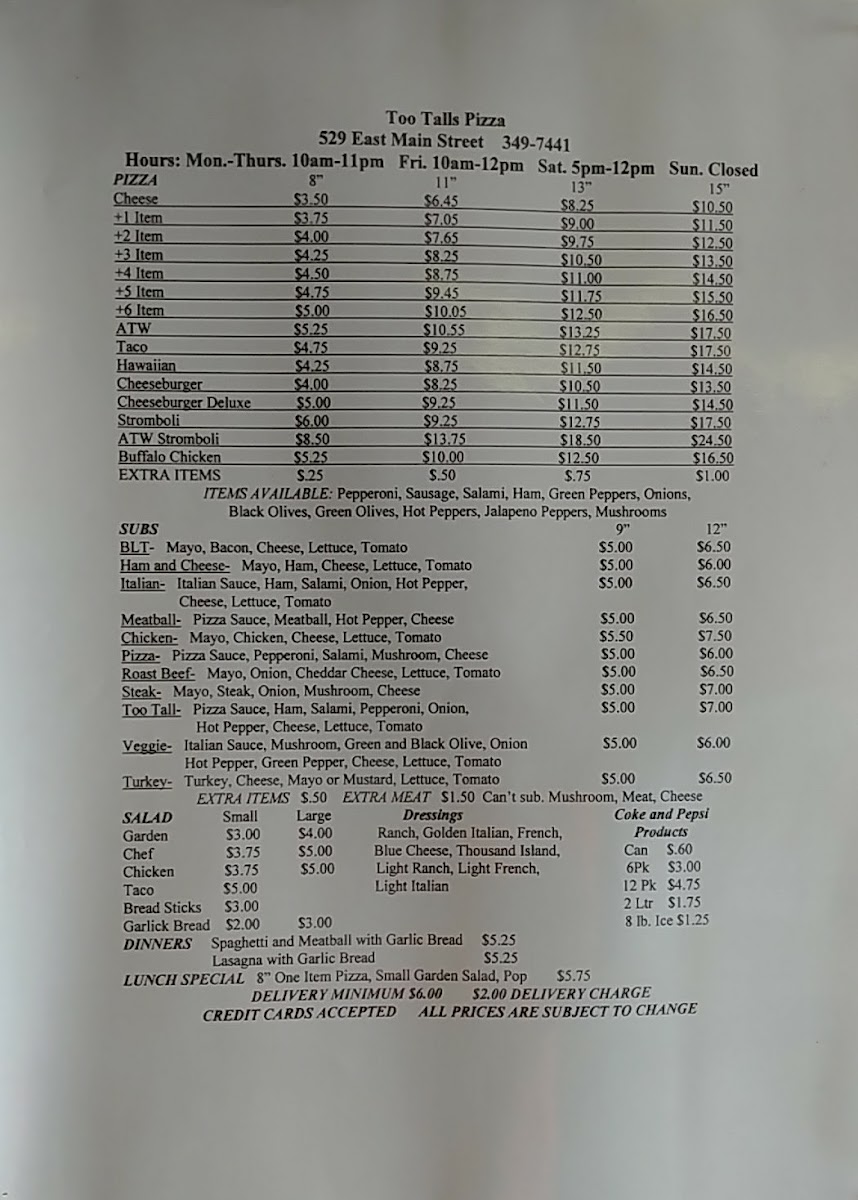 Too Talls Pizza
529 East Main Street 349-7441
Hours: Mon.-Thurs. 10am-11pm Fri. 10am-12pm Sat. 5pm-12pm Sun. Closed
PIZZA 8" 11" 13" 15"
Cheese $3.50 $6.45 $8.25 $10.50
+1 Item $3.75 $7.05 $9.00 $11.50
+2 Item $4.00 $7.65 $9.75 $12.50
+3 Item $4.25 $8.25 $10.50 $13.50
+4 Item $4.50 $8.75 $11.00 $14.50
+5 Item $4.75 $9.45 $11.75 $15.50
+6 Item $5.00 $10.05 $12.50 $16.50
ATW $5.25 $10.55 $13.25 $17.50
Taco $4.75 $9.25 $12.75 $17.50
Hawaiian $4.25 $8.75 $11.50 $14.50
Cheeseburger $4.00 $8.25 $10.50 $13.50
Cheeseburger Deluxe $5.00 $9.25 $11.50 $14.50
Stromboli $6.00 $9.25 $12.75 $17.50
ATW Stromboli $8.50 $13.75 $18.50 $24.50
Buffalo Chicken $5.25 $10.00 $12.50 $16.50
EXTRA ITEMS $.25 $.50 $.75 $1.00
ITEMS AVAILABLE: Pepperoni, Sausage, Salami, Ham, Green Peppers, Onions,
Black Olives, Green Olives, Hot Peppers, Jalapeno Peppers, Mushrooms
SUBS 9" 12"
BLT- Mayo, Bacon, Cheese, Lettuce, Tomato $5.00 $6.50
Ham and Cheese- Mayo, Ham, Cheese, Lettuce, Tomato $5.00 $6.00
Italian- Italian Sauce, Ham, Salami, Onion, Hot Pepper, $5.00 $6.50
Cheese, Lettuce, Tomato
Meatball- Pizza Sauce, Meatball, Hot Pepper, Cheese $5.00 $6.50
Chicken- Mayo, Chicken, Cheese, Lettuce, Tomato $5.50 $7.50
Pizza- Pizza Sauce, Pepperoni, Salami, Mushroom, Cheese $5.00 $6.00
Roast Beef- Mayo, Onion, Cheddar Cheese, Lettuce, Tomato $5.00 $6.50
Steak- Mayo, Steak, Onion, Mushroom, Cheese $5.00 $7.00
Too Tall- Pizza Sauce, Ham, Salami, Pepperoni, Onion, $5.00 $7.00
Hot Pepper, Cheese, Lettuce, Tomato
Veggie- Italian Sauce, Mushroom, Green and Black Olive, Onion $5.00 $6.00
Hot Pepper, Green Pepper, Cheese, Lettuce, Tomato
Turkey- Turkey, Cheese, Mayo or Mustard, Lettuce, Tomato $5.00 $6.50
EXTRA ITEMS $.50 EXTRA MEAT $1.50 Can't sub. Mushroom, Meat, Cheese
SALAD Small Large Dressings Coke and Pepsi
Garden $3.00 $4.00 Ranch, Golden Italian, French, Products
Chef $3.75 $5.00 Blue Cheese, Thousand Island, Can $.60
Chicken $3.75 $5.00 Light Ranch, Light French, 6Pk $3.00
Taco $5.00 Light Italian 12 Pk $4.75
Bread Sticks $3.00 2 Ltr $1.75
Garlick Bread $2.00 $3.00 8 lb. Ice $1.25
DINNERS Spaghetti and Meatball with Garlic Bread $5.25
Lasagna with Garlic Bread $5.25
LUNCH SPECIAL 8" One Item Pizza, Small Garden Salad, Pop $5.75
DELIVERY MINIMUM $6.00 $2.00 DELIVERY CHARGE
CREDIT CARDS ACCEPTED ALL PRICES ARE SUBJECT TO CHANGE